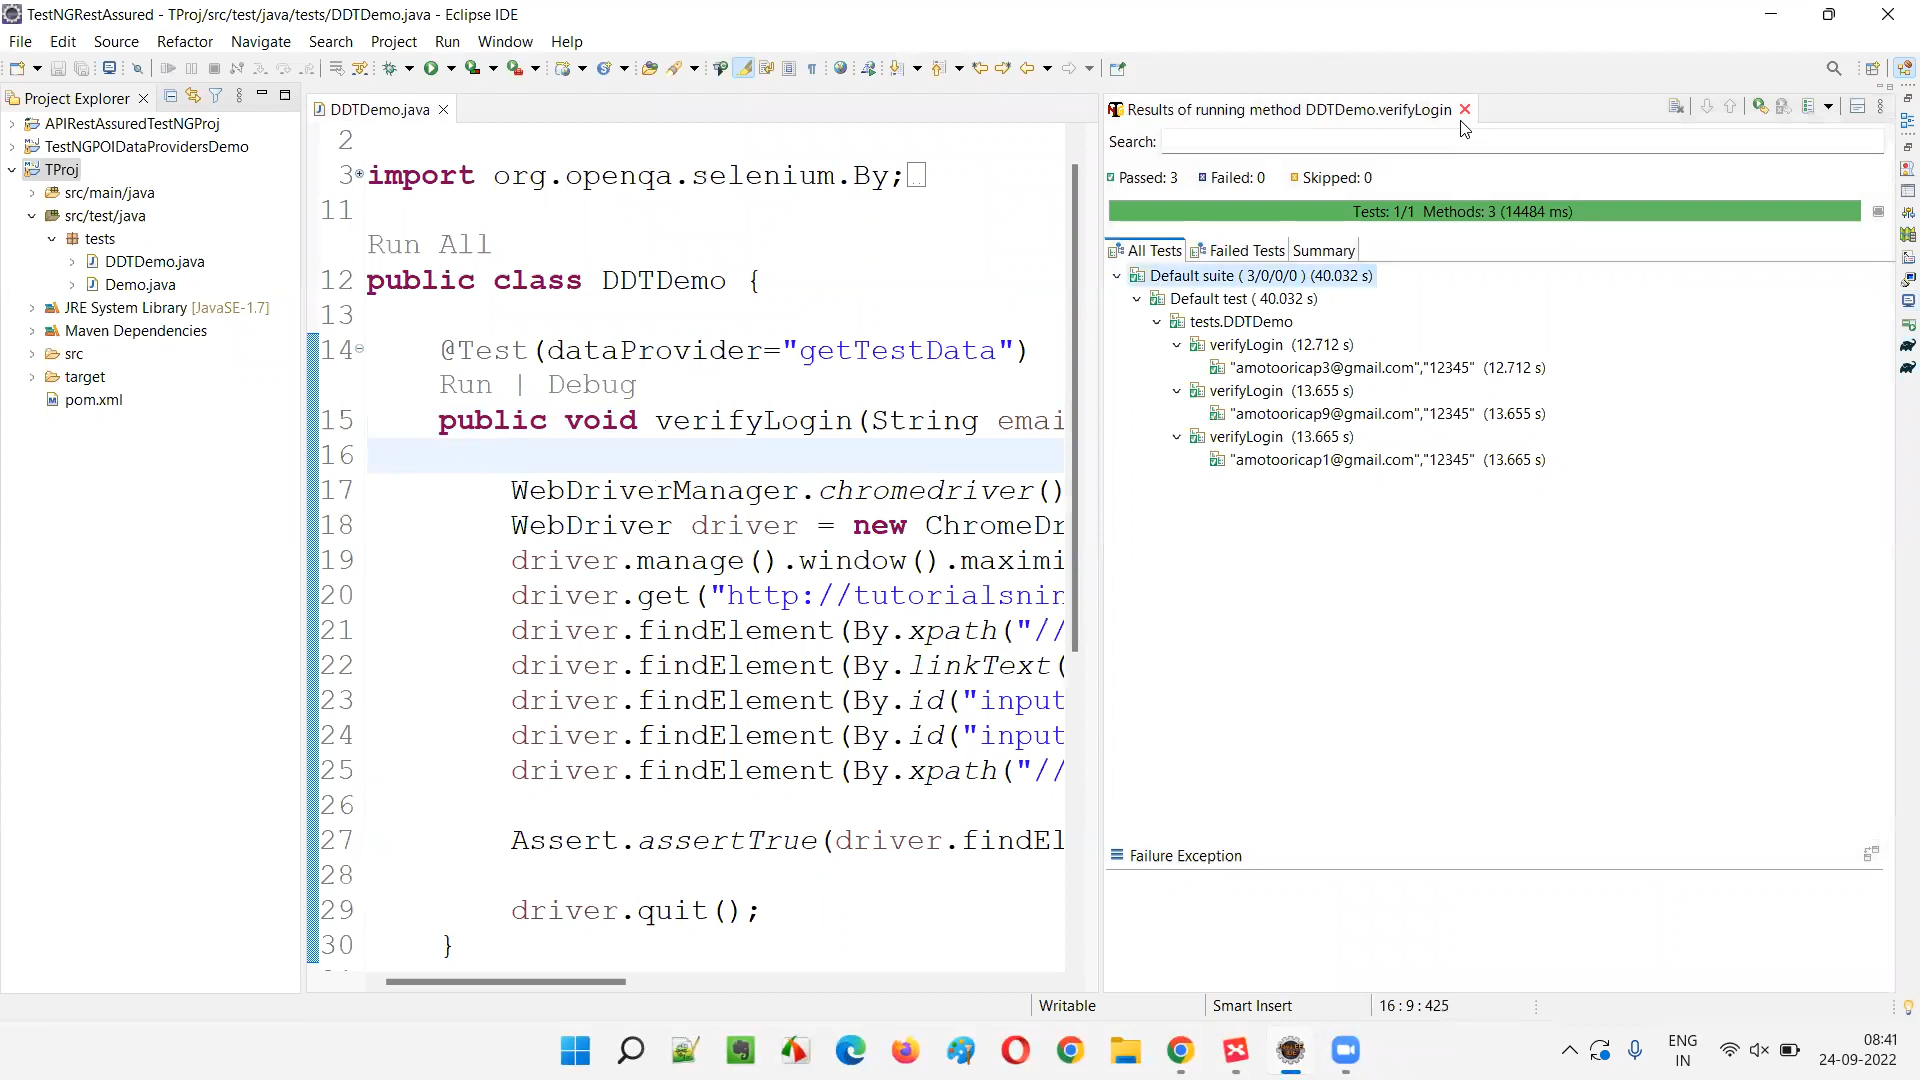 TestNGRestAssured - TProj/src/test/java/tests/DDTDemo.java - Eclipse IDE
File Edit Source Refactor Navigate Search Project Run Window Help
Project Explorer
APIRestAssuredTestNGProj
TestNGPOIDataProvidersDemo
TProj
src/main/java
src/test/java
tests
DDTDemo.java
Demo.java
JRE System Library [JavaSE-1.7]
Maven Dependencies
src
target
pom.xml
DDTDemo.java
2
3 import org.openqa.selenium.By;
11
Run All
12 public class DDTDemo {
13
14 @Test(dataProvider="getTestData")
Run | Debug
15 public void verifyLogin(String emai
16
17 WebDriverManager.chromedriver()
18 WebDriver driver = new ChromeDr
19 driver.manage().window().maximi
20 driver.get("http://tutorialsnin
21 driver.findElement(By.xpath("//
22 driver.findElement(By.linkText(
23 driver.findElement(By.id("input
24 driver.findElement(By.id("input
25 driver.findElement(By.xpath("//
26
27 Assert.assertTrue(driver.findEl
28
29 driver.quit();
30 }
Results of running method DDTDemo.verifyLogin
Search:
Passed: 3 Failed: 0 Skipped: 0
Tests: 1/1 Methods: 3 (14484 ms)
All Tests Failed Tests Summary
Default suite ( 3/0/0/0 ) (40.032 s)
Default test ( 40.032 s)
tests.DDTDemo
verifyLogin (12.712 s)
"amotooricap3@gmail.com","12345" (12.712 s)
verifyLogin (13.655 s)
"amotooricap9@gmail.com","12345" (13.655 s)
verifyLogin (13.665 s)
"amotooricap1@gmail.com","12345" (13.665 s)
Failure Exception
Writable Smart Insert 16 : 9 : 425
ENG
IN
08:41
24-09-2022